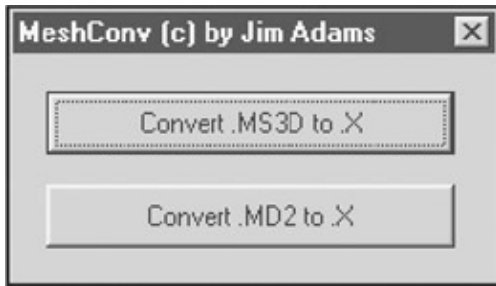 MeshConv (c) by Jim Adams
Convert .MS3D to .X
Convert .MD2 to .X